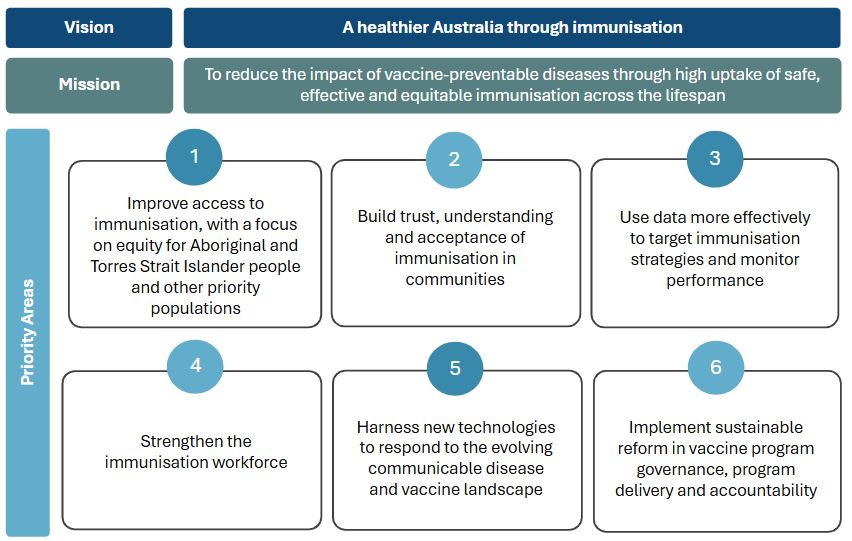 Vision
A healthier Australia through immunisation
Mission
To reduce the impact of vaccine-preventable diseases through high uptake of safe,
effective and equitable immunisation across the lifespan
Priority Areas
1
Improve access to
immunisation, with a focus
on equity for Aboriginal and
Torres Strait Islander people
and other priority
populations
2
Build trust, understanding
and acceptance of
immunisation in
communities
3
Use data more effectively
to target immunisation
strategies and monitor
performance
4
Strengthen the
immunisation workforce
5
Harness new technologies
to respond to the evolving
communicable disease
and vaccine landscape
6
Implement sustainable
reform in vaccine program
governance, program
delivery and accountability